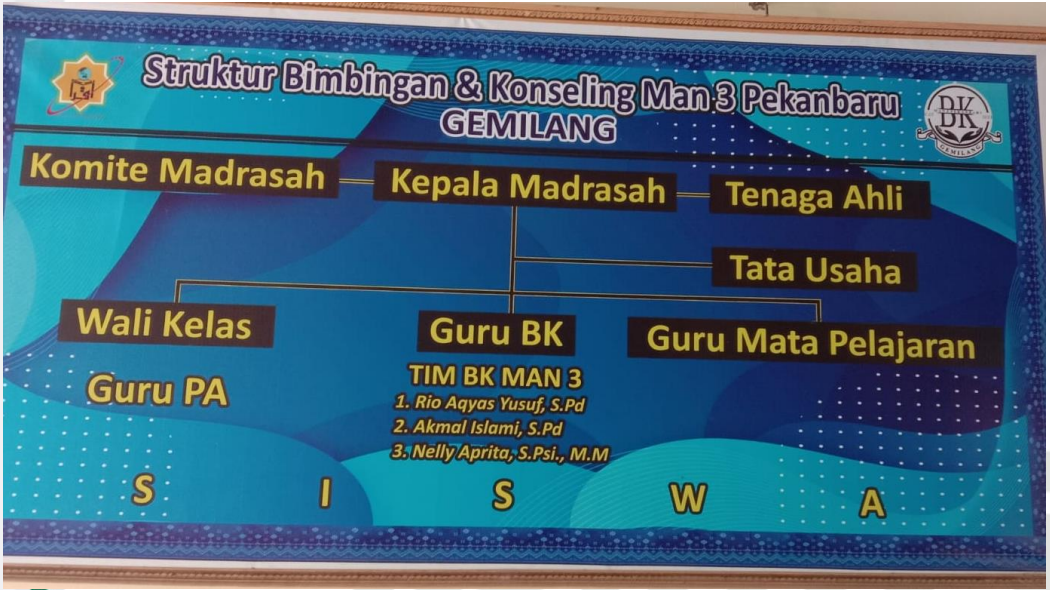 Struktur Bimbingan & Konseling Man 3 Pekanbaru
GEMILANG
BK
GEMILANG
Komite Madrasah
Kepala Madrasah
Tenaga Ahli
Tata Usaha
Wali Kelas
Guru BK
Guru Mata Pelajaran
Guru PA
TIM BK MAN 3
1. Rio Aqyas Yusuf, S.Pd
2. Akmal Islami, S.Pd
3. Nelly Aprita, S.Psi., M.M
S I S W A